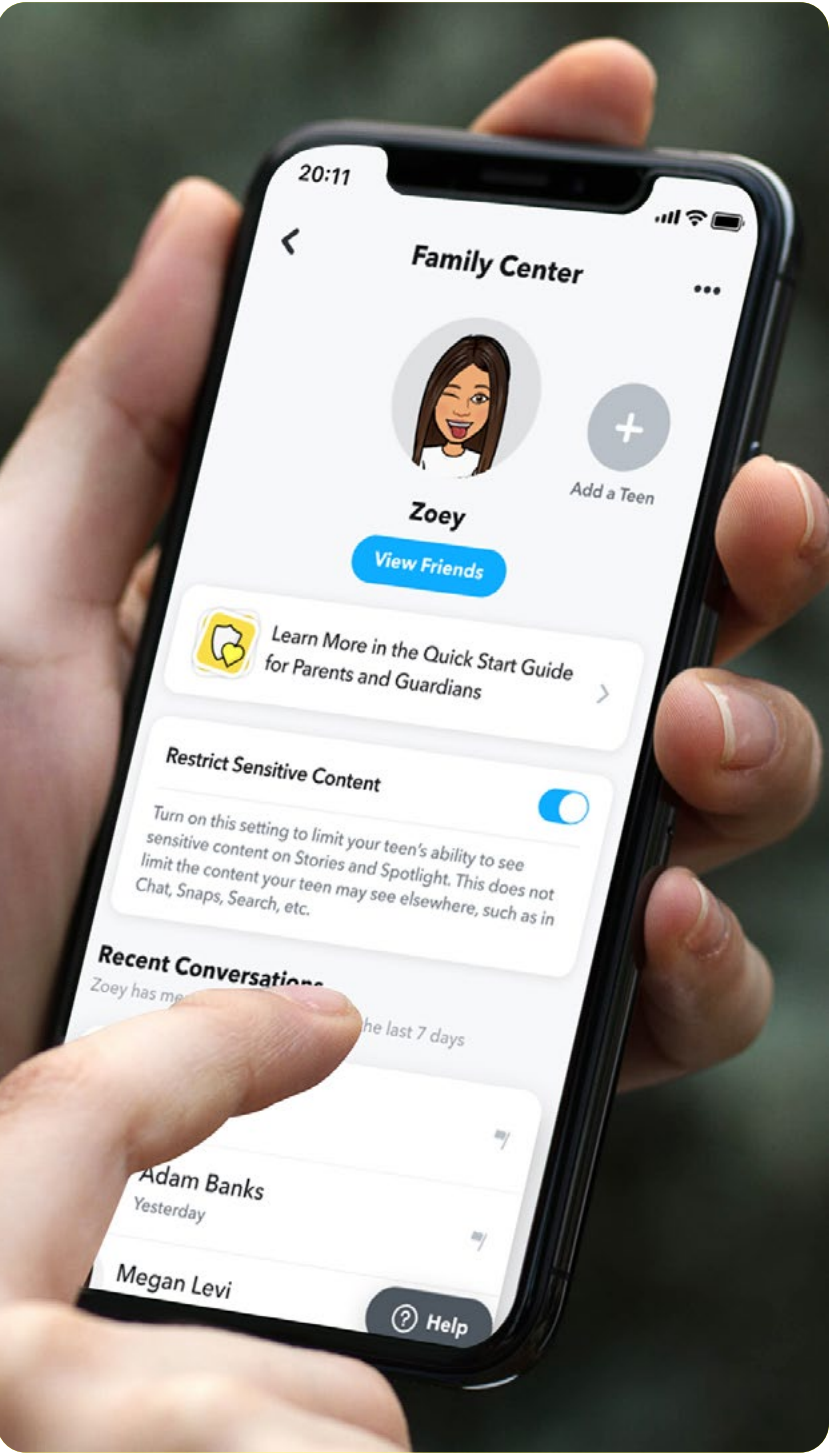 20:11
Family Center
Add a Teen
Zoey
View Friends
Learn More in the Quick Start Guide
for Parents and Guardians
Restrict Sensitive Content
Turn on this setting to limit your teen's ability to see
sensitive content on Stories and Spotlight. This does not
limit the content your teen may see elsewhere, such as in
Chat, Snaps, Search, etc.
Recent Conversations
Zoey has the last 7 days
Adam Banks
Yesterday
Megan Levi
? Help